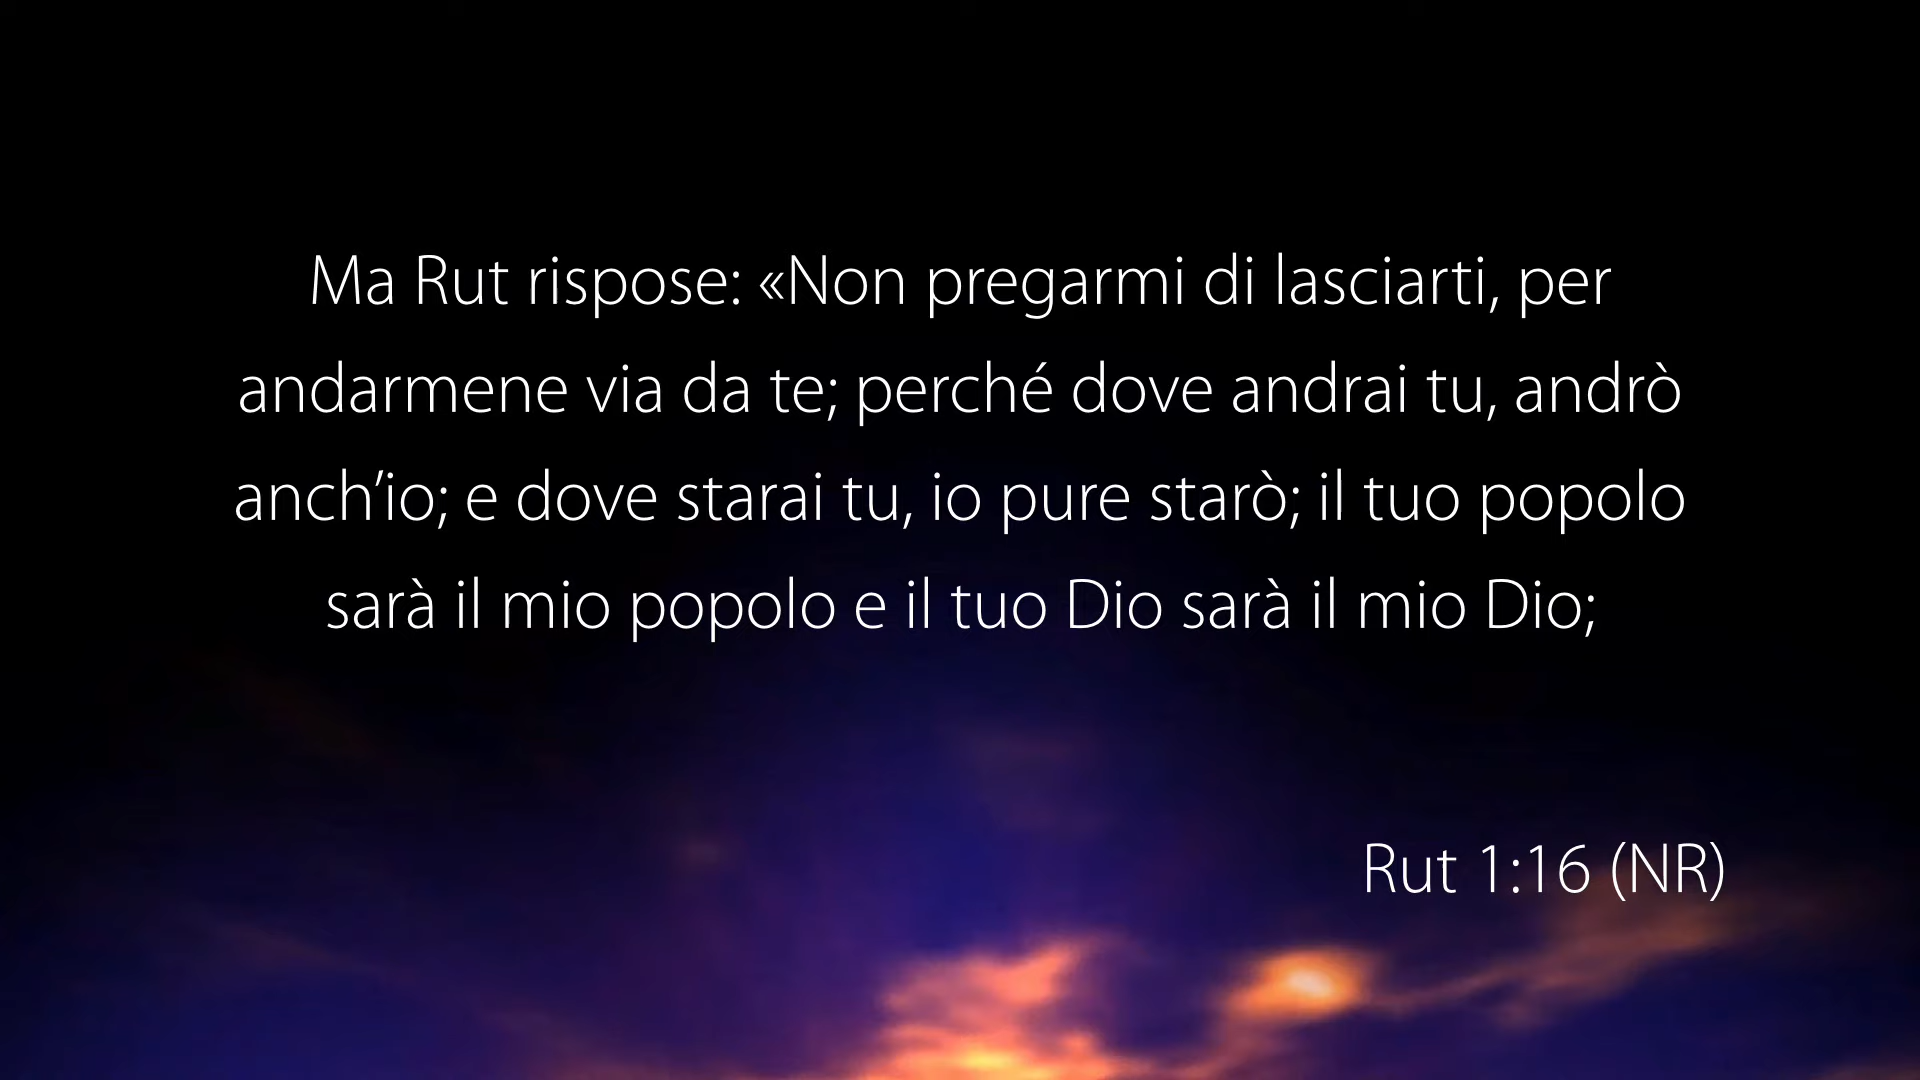 Ma Rut rispose: «Non pregarmi di lasciarti, per
andarmene via da te; perché dove andrai tu, andrò
anch’io; e dove starai tu, io pure starò; il tuo popolo
sarà il mio popolo e il tuo Dio sarà il mio Dio;
Rut 1:16 (NR)